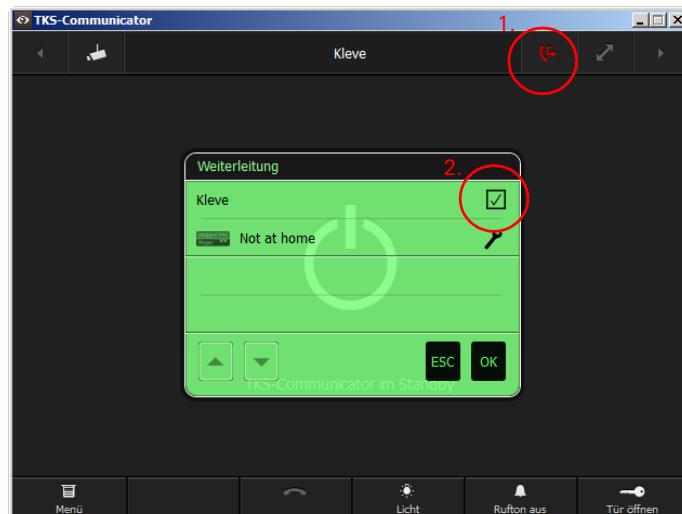 TKS-Communicator
1.
Kleve
Weiterleitung
2.
Kleve
Not at home
ESC
OK
TKS-Communicator im Standby
Menü
Licht
Rufton aus
Tür öffnen